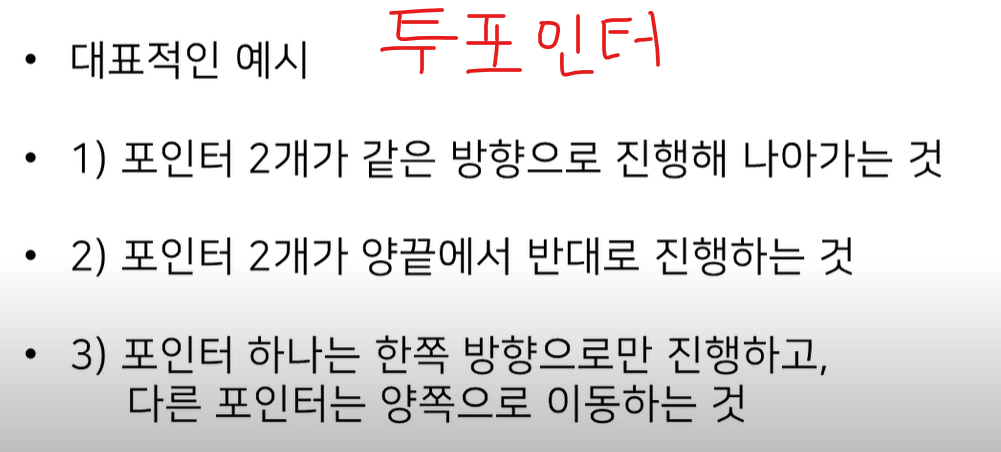 • 대표적인 예시 투포인터
• 1) 포인터 2개가 같은 방향으로 진행해 나아가는 것
• 2) 포인터 2개가 양끝에서 반대로 진행하는 것
• 3) 포인터 하나는 한쪽 방향으로만 진행하고,
다른 포인터는 양쪽으로 이동하는 것